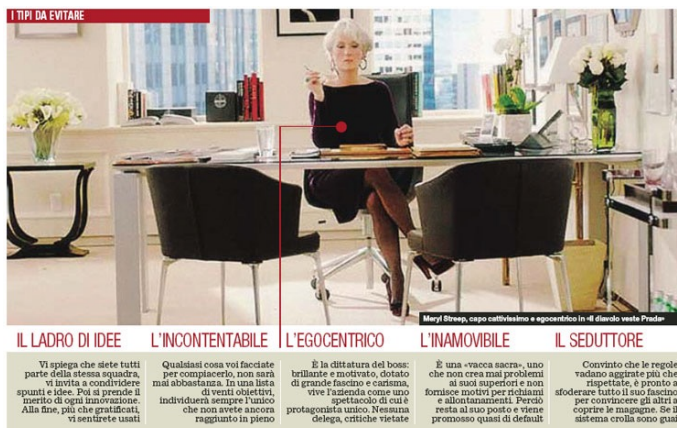 I TIPI DA EVITARE
Meryl Streep, capo cattivissimo e egocentrico in «Il diavolo veste Prada»
IL LADRO DI IDEE
Vi spiega che siete tutti
parte della stessa squadra,
vi invita a condividere
spunti e idee. Poi si prende il
merito di ogni innovazione.
Alla fine, più che gratificati,
vi sentirete usati
L'INCONTENTABILE
Qualsiasi cosa voi facciate
per compiacerlo, non sarà
mai abbastanza. In una lista
di venti obiettivi,
individuerà sempre l'unico
che non avete ancora
raggiunto in pieno
L'EGOCENTRICO
È la dittatura del boss:
brillante e motivato, dotato
di grande fascino e carisma,
vive l'azienda come uno
spettacolo di cui è
protagonista unico. Nessuna
delega, critiche vietate
L'INAMOVIBILE
È una «vacca sacra», uno
che non crea mai problemi
ai suoi superiori e non
fornisce motivi per richiami
e allontanamenti. Perciò
resta al suo posto e viene
promosso quasi di default
IL SEDUTTORE
Convinto che le regole
vadano aggirate più che
rispettate, è pronto a
sfoderare tutto il suo fascino
per convincere gli altri a
coprire le magagne. Se il
sistema crolla sono guai